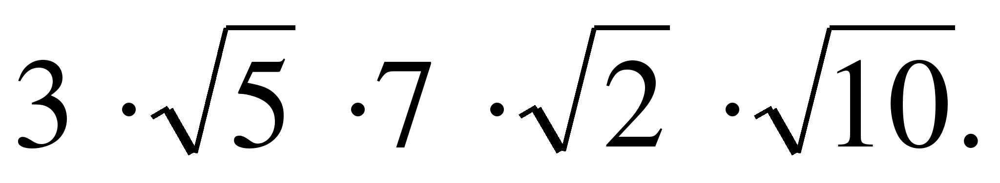 3 · √5 · 7 · √2 · √10.